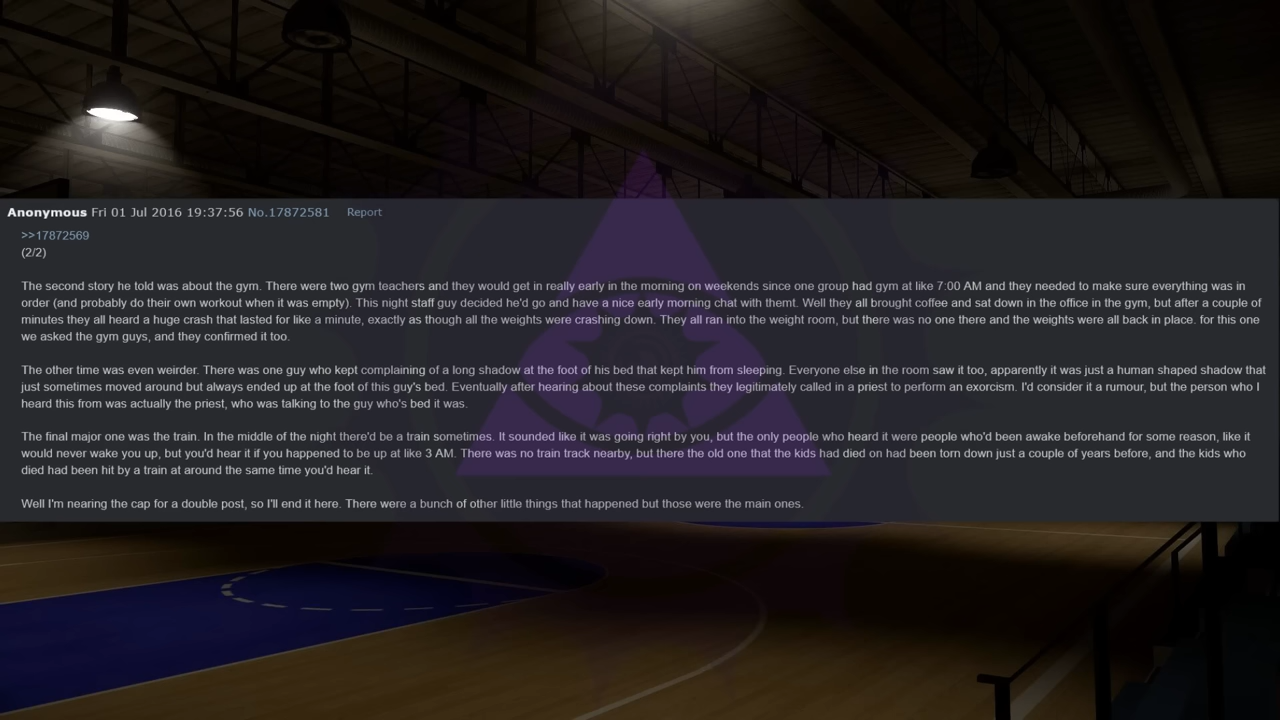 Anonymous Fri 01 Jul 2016 19:37:56 No.17872581 Report
>>17872569
(2/2)
The second story he told was about the gym. There were two gym teachers and they would get in really early in the morning on weekends since one group had gym at like 7:00 AM and they needed to make sure everything was in
order (and probably do their own workout when it was empty). This night staff guy decided he'd go and have a nice early morning chat with themt. Well they all brought coffee and sat down in the office in the gym, but after a couple of
minutes they all heard a huge crash that lasted for like a minute, exactly as though all the weights were crashing down. They all ran into the weight room, but there was no one there and the weights were all back in place. for this one
we asked the gym guys, and they confirmed it too.
The other time was even weirder. There was one guy who kept complaining of a long shadow at the foot of his bed that kept him from sleeping. Everyone else in the room saw it too, apparently it was just a human shaped shadow that
just sometimes moved around but always ended up at the foot of this guy's bed. Eventually after hearing about these complaints they legitimately called in a priest to perform an exorcism. I'd consider it a rumour, but the person who I
heard this from was actually the priest, who was talking to the guy who's bed it was.
The final major one was the train. In the middle of the night there'd be a train sometimes. It sounded like it was going right by you, but the only people who heard it were people who'd been awake beforehand for some reason, like it
would never wake you up, but you'd hear it if you happened to be up at like 3 AM. There was no train track nearby, but there the old one that the kids had died on had been torn down just a couple of years before, and the kids who
died had been hit by a train at around the same time you'd hear it.
Well I'm nearing the cap for a double post, so I'll end it here. There were a bunch of other little things that happened but those were the main ones.